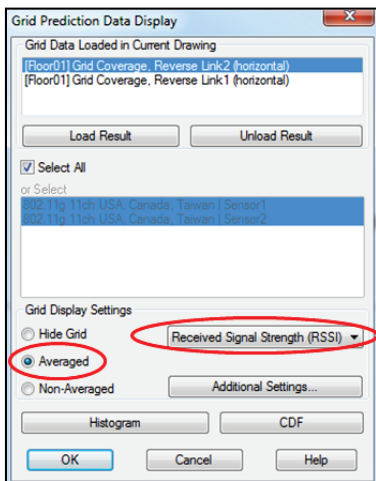 Grid Prediction Data Display
Grid Data Loaded in Current Drawing
[Floor01] Grid Coverage, Reverse Link2 (horizontal)
[Floor01] Grid Coverage, Reverse Link1 (horizontal)
Load Result Unload Result
Select All
or Select
802.11g 11ch USA, Canada, Taiwan | Sensor1
802.11g 11ch USA, Canada, Taiwan | Sensor2
Grid Display Settings
Hide Grid Received Signal Strength (RSSI)
Averaged
Non-Averaged Additional Settings...
Histogram CDF
OK Cancel Help